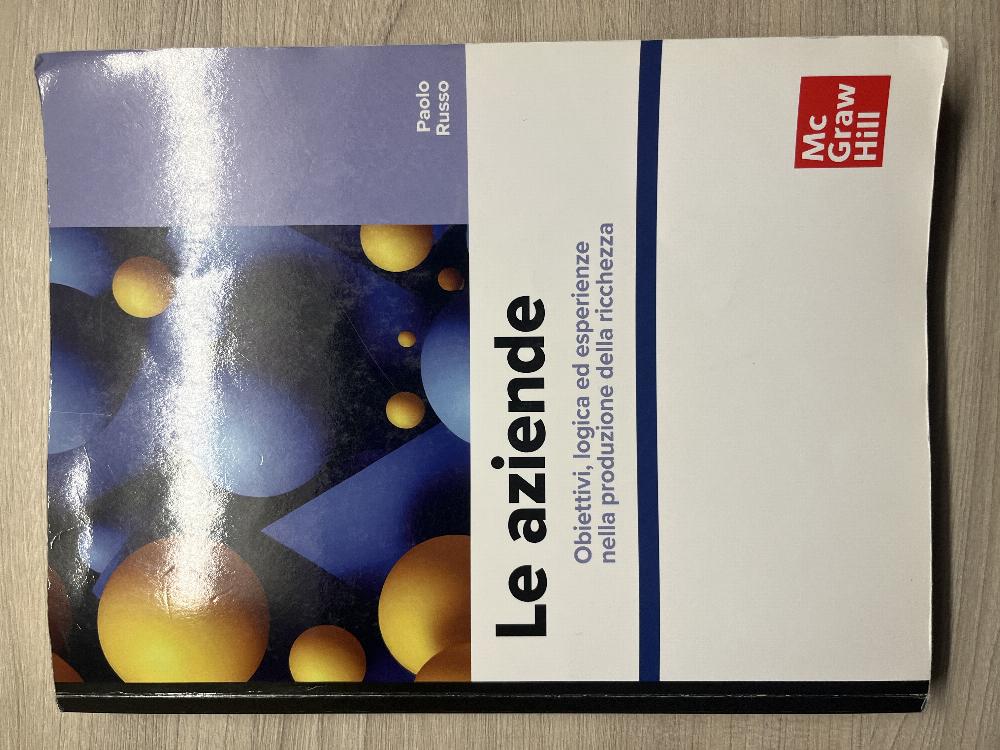 Paolo
Russo
Le aziende
Obiettivi, logica ed esperienze
nella produzione della ricchezza
Mc
Graw
Hill